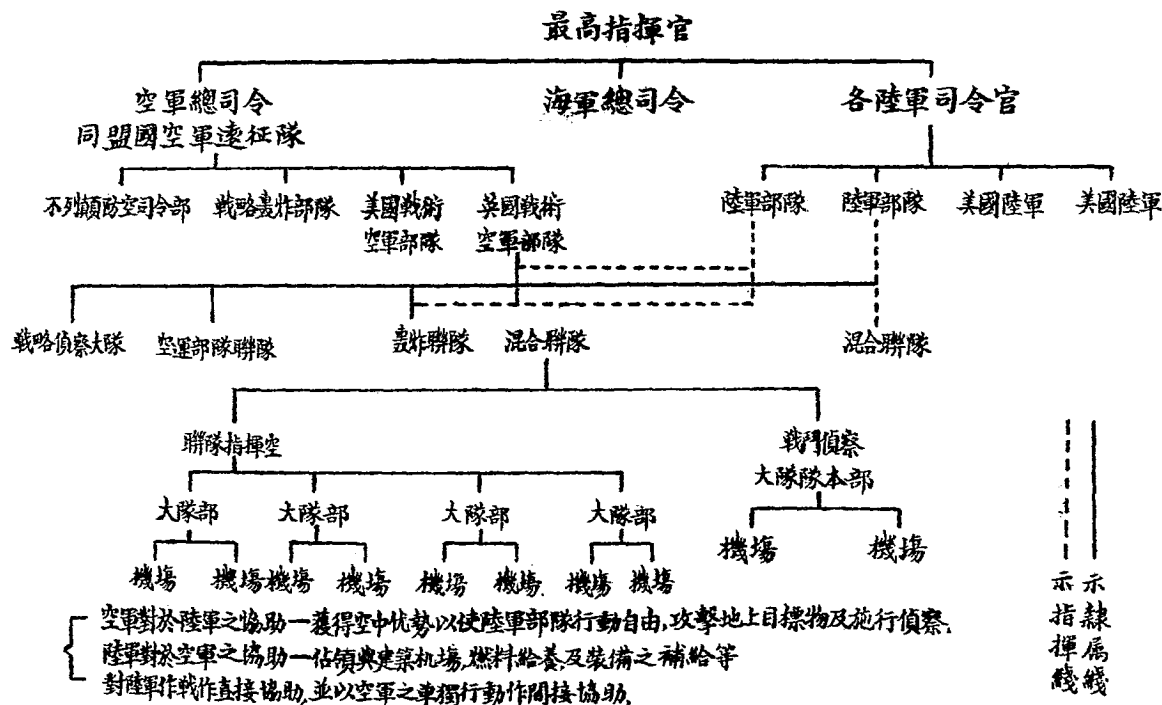 最高指揮官
空軍總司令 海軍總司令 各陸軍司令官
同盟國空軍遠征隊
不列顛防空司令部 戰略轟炸部隊 美國戰術 英國戰術 陸軍部隊 陸軍部隊 美國陸軍 美國陸軍
空軍部隊 空軍部隊
戰略偵察大隊 空運部隊聯隊 轟炸聯隊 混合聯隊 混合聯隊
聯隊指揮空 戰鬥偵察
大隊隊本部
大隊部 大隊部 大隊部 大隊部
機場 機場
機場 機場 機場 機場 機場 機場 機場 機場
空軍對於陸軍之協助一獲得空中优勢以使陸軍部隊行動自由,攻擊地上目標物及施行偵察.
陸軍對於空軍之協助一佔領與建築机場,燃料給養及裝備之補給等
對陸軍作戰作直接協助,並以空軍之單獨行動作間接協助.
示隸属綫
示指揮綫